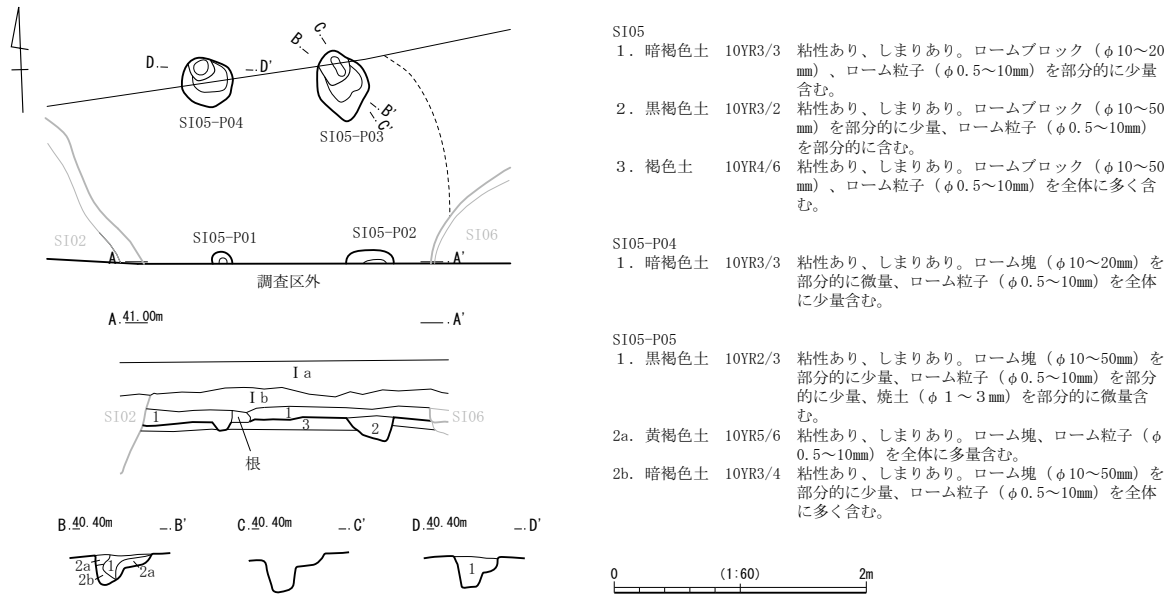 C
B
D
D'
B'
C'
SI05-P04
SI05-P03
SI02
SI05-P01
SI05-P02
SI06
A
A'
調査区外
A 41.00m
A'
Ⅰa
Ⅰb
SI02
1
1
SI06
3
2
根
B 40.40m
B'
C 40.40m
C'
D 40.40m
D'
2a
1
2b
2a
1
SI05
1. 暗褐色土 10YR3/3 粘性あり、しまりあり。ロームブロック（φ10～20
㎜）、ローム粒子（φ0.5～10㎜）を部分的に少量
含む。
2. 黒褐色土 10YR3/2 粘性あり、しまりあり。ロームブロック（φ10～50
㎜）を部分的に少量、ローム粒子（φ0.5～10㎜）
を部分的に含む。
3. 褐色土 10YR4/6 粘性あり、しまりあり。ロームブロック（φ10～50
㎜）、ローム粒子（φ0.5～10㎜）を全体に多く含
む。
SI05-P04
1. 暗褐色土 10YR3/3 粘性あり、しまりあり。ローム塊（φ10～20㎜）を
部分的に微量、ローム粒子（φ0.5～10㎜）を全体
に少量含む。
SI05-P05
1. 黒褐色土 10YR2/3 粘性あり、しまりあり。ローム塊（φ10～50㎜）を
部分的に少量、ローム粒子（φ0.5～10㎜）を部分
的に少量、焼土（φ１～３㎜）を部分的に微量含
む。
2a. 黄褐色土 10YR5/6 粘性あり、しまりあり。ローム塊、ローム粒子（φ
0.5～10㎜）を全体に多量含む。
2b. 暗褐色土 10YR3/4 粘性あり、しまりあり。ローム塊（φ10～50㎜）を
部分的に少量、ローム粒子（φ0.5～10㎜）を全体
に多く含む。
0 (1:60) 2m